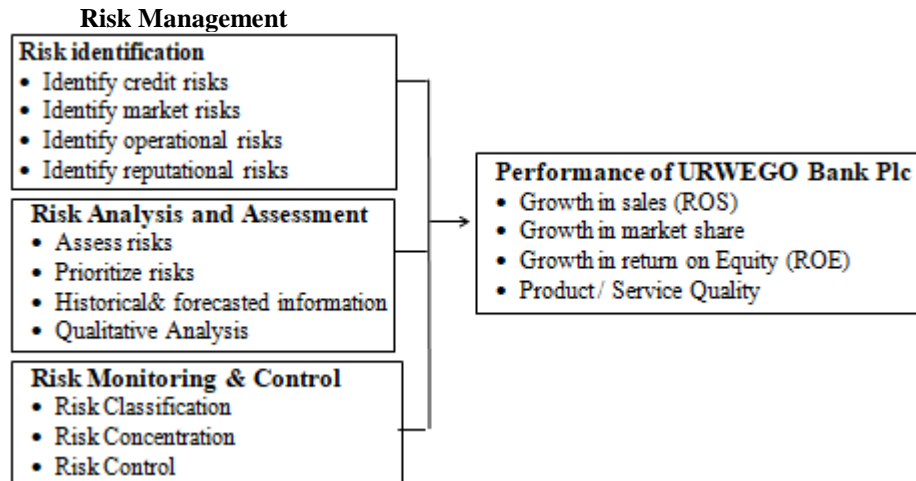 Risk Management
Risk identification
• Identify credit risks
• Identify market risks
• Identify operational risks
• Identify reputational risks
Risk Analysis and Assessment
• Assess risks
• Prioritize risks
• Historical& forecasted information
• Qualitative Analysis
Risk Monitoring & Control
• Risk Classification
• Risk Concentration
• Risk Control
Performance of URWEGO Bank Plc
• Growth in sales (ROS)
• Growth in market share
• Growth in return on Equity (ROE)
• Product / Service Quality